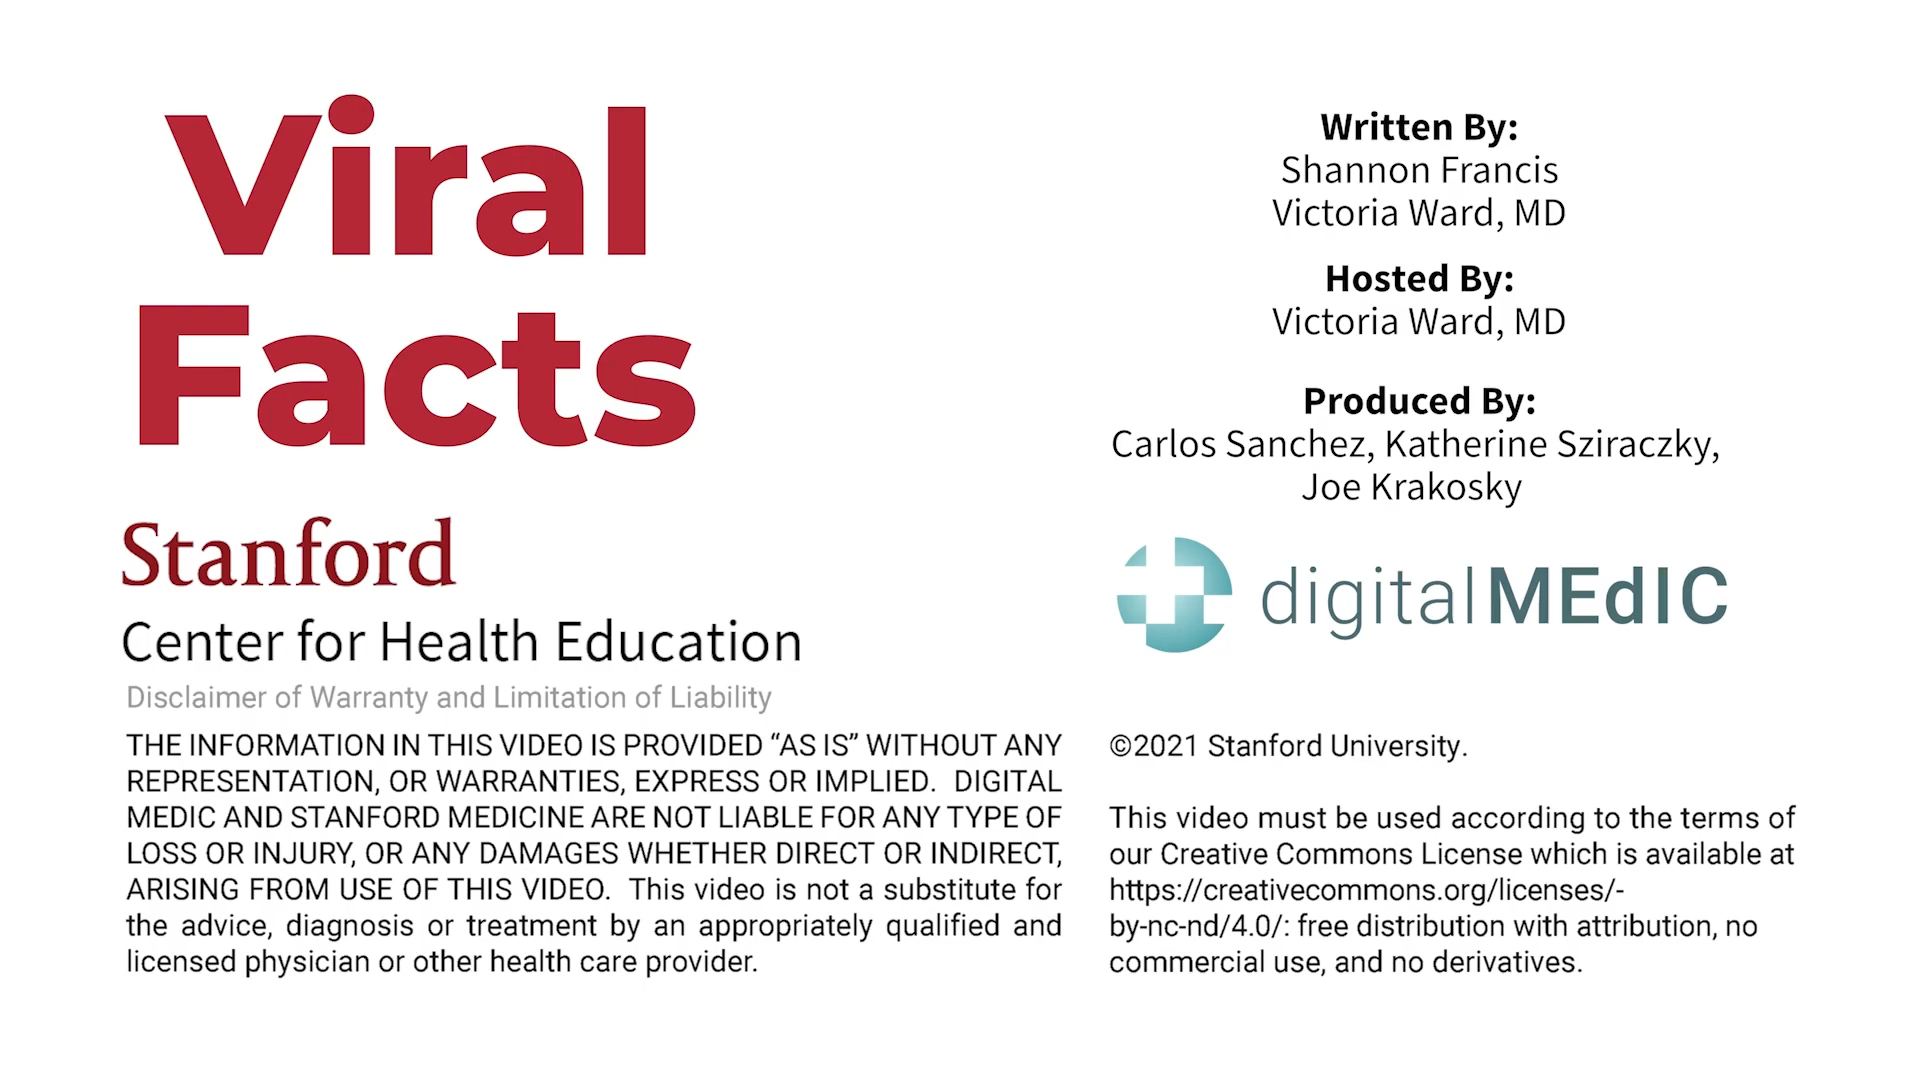 Viral
Facts
Stanford
Center for Health Education
Disclaimer of Warranty and Limitation of Liability
THE INFORMATION IN THIS VIDEO IS PROVIDED “AS IS” WITHOUT ANY
REPRESENTATION, OR WARRANTIES, EXPRESS OR IMPLIED.  DIGITAL
MEDIC AND STANFORD MEDICINE ARE NOT LIABLE FOR ANY TYPE OF
LOSS OR INJURY, OR ANY DAMAGES WHETHER DIRECT OR INDIRECT,
ARISING FROM USE OF THIS VIDEO.  This video is not a substitute for
the advice, diagnosis or treatment by an appropriately qualified and
licensed physician or other health care provider.
Written By:
Shannon Francis
Victoria Ward, MD
Hosted By:
Victoria Ward, MD
Produced By:
Carlos Sanchez, Katherine Sziraczky,
Joe Krakosky
digitalMEdIC
©2021 Stanford University.
This video must be used according to the terms of
our Creative Commons License which is available at
https://creativecommons.org/licenses/-
by-nc-nd/4.0/: free distribution with attribution, no
commercial use, and no derivatives.